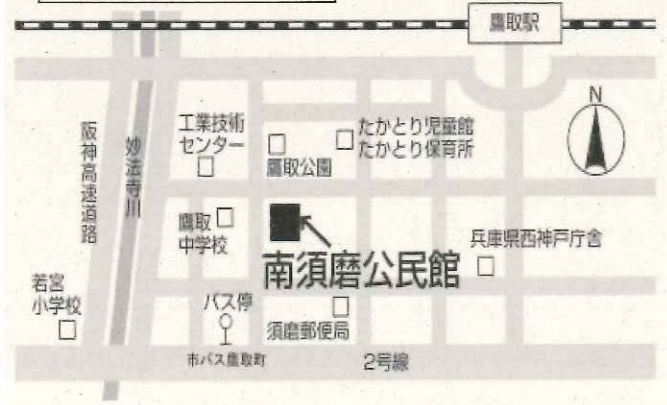 鷹取駅
N
工業技術
センター
たかとり児童館
たかとり保育所
鷹取公園
阪神高速道路
妙法寺川
鷹取
中学校
兵庫県西神戸庁舎
南須磨公民館
若宮
小学校
バス停
須磨郵便局
市バス鷹取町
2号線